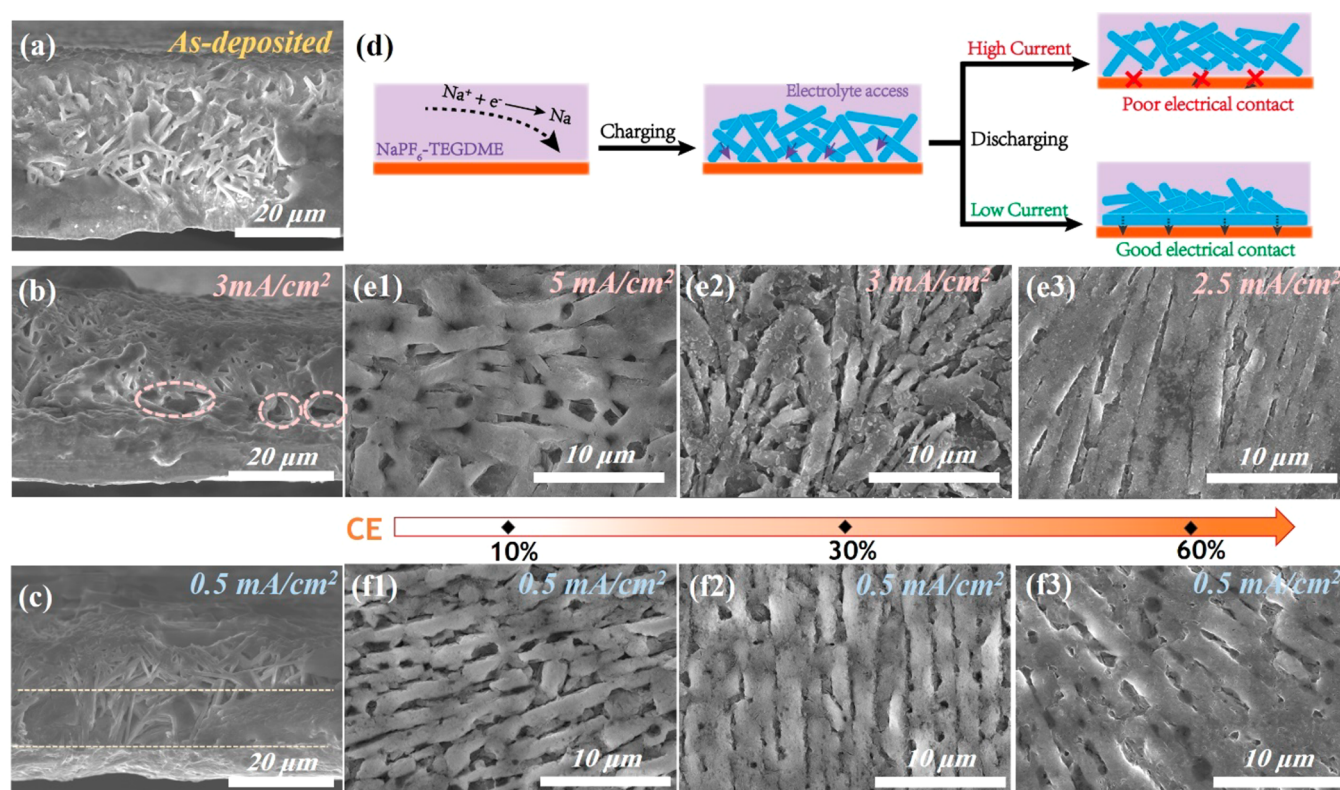 (a) As-deposited
20 μm
(d)
Na⁺ + e⁻ → Na
NaPF₆-TEGDME
Charging
Electrolyte access
High Current
Discharging
Low Current
Poor electrical contact
Good electrical contact
(b) 3mA/cm²
20 μm
(e1) 5 mA/cm²
10 μm
(e2) 3 mA/cm²
10 μm
(e3) 2.5 mA/cm²
10 μm
CE
10% 30% 60%
(c) 0.5 mA/cm²
20 μm
(f1) 0.5 mA/cm²
10 μm
(f2) 0.5 mA/cm²
10 μm
(f3) 0.5 mA/cm²
10 μm